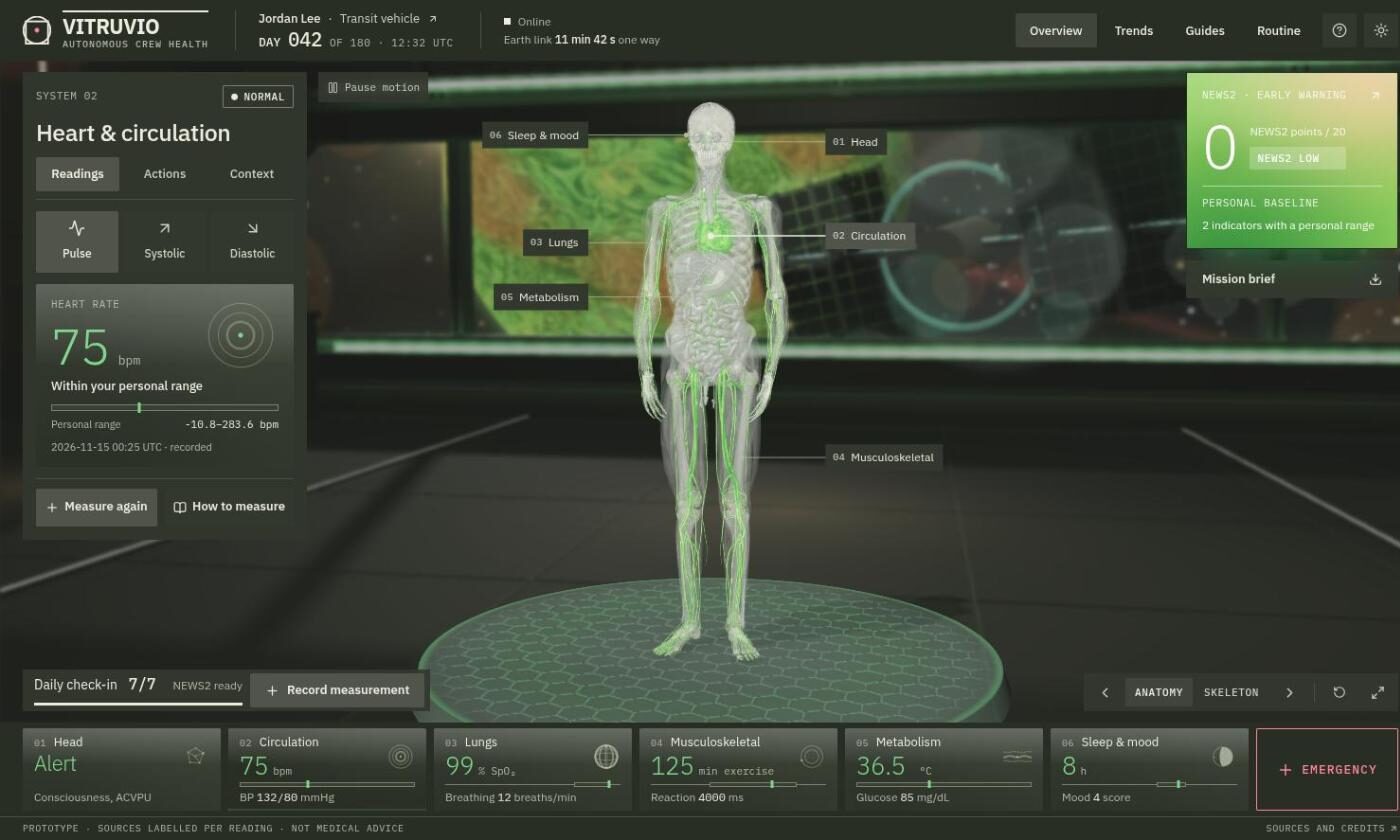 VITRUVIO
AUTONOMOUS CREW HEALTH
Jordan Lee · Transit vehicle ↗
DAY 042 OF 180 · 12:32 UTC
Online
Earth link 11 min 42 s one way
Overview
Trends
Guides
Routine
SYSTEM 02
NORMAL
Heart & circulation
Readings
Actions
Context
Pulse
Systolic
Diastolic
HEART RATE
75 bpm
Within your personal range
Personal range -10.8–283.6 bpm
2026-11-15 00:25 UTC · recorded
+ Measure again
How to measure
Pause motion
06 Sleep & mood
01 Head
03 Lungs
02 Circulation
05 Metabolism
04 Musculoskeletal
NEWS2 · EARLY WARNING ↗
0
NEWS2 points / 20
NEWS2 LOW
PERSONAL BASELINE
2 indicators with a personal range
Mission brief
Daily check-in 7/7 NEWS2 ready
+ Record measurement
ANATOMY
SKELETON
01 Head
Alert
Consciousness, ACVPU
02 Circulation
75 bpm
BP 132/80 mmHg
03 Lungs
99 % SpO₂
Breathing 12 breaths/min
04 Musculoskeletal
125 min exercise
Reaction 4000 ms
05 Metabolism
36.5 °C
Glucose 85 mg/dL
06 Sleep & mood
8 h
Mood 4 score
+ EMERGENCY
PROTOTYPE · SOURCES LABELLED PER READING · NOT MEDICAL ADVICE
SOURCES AND CREDITS ↗